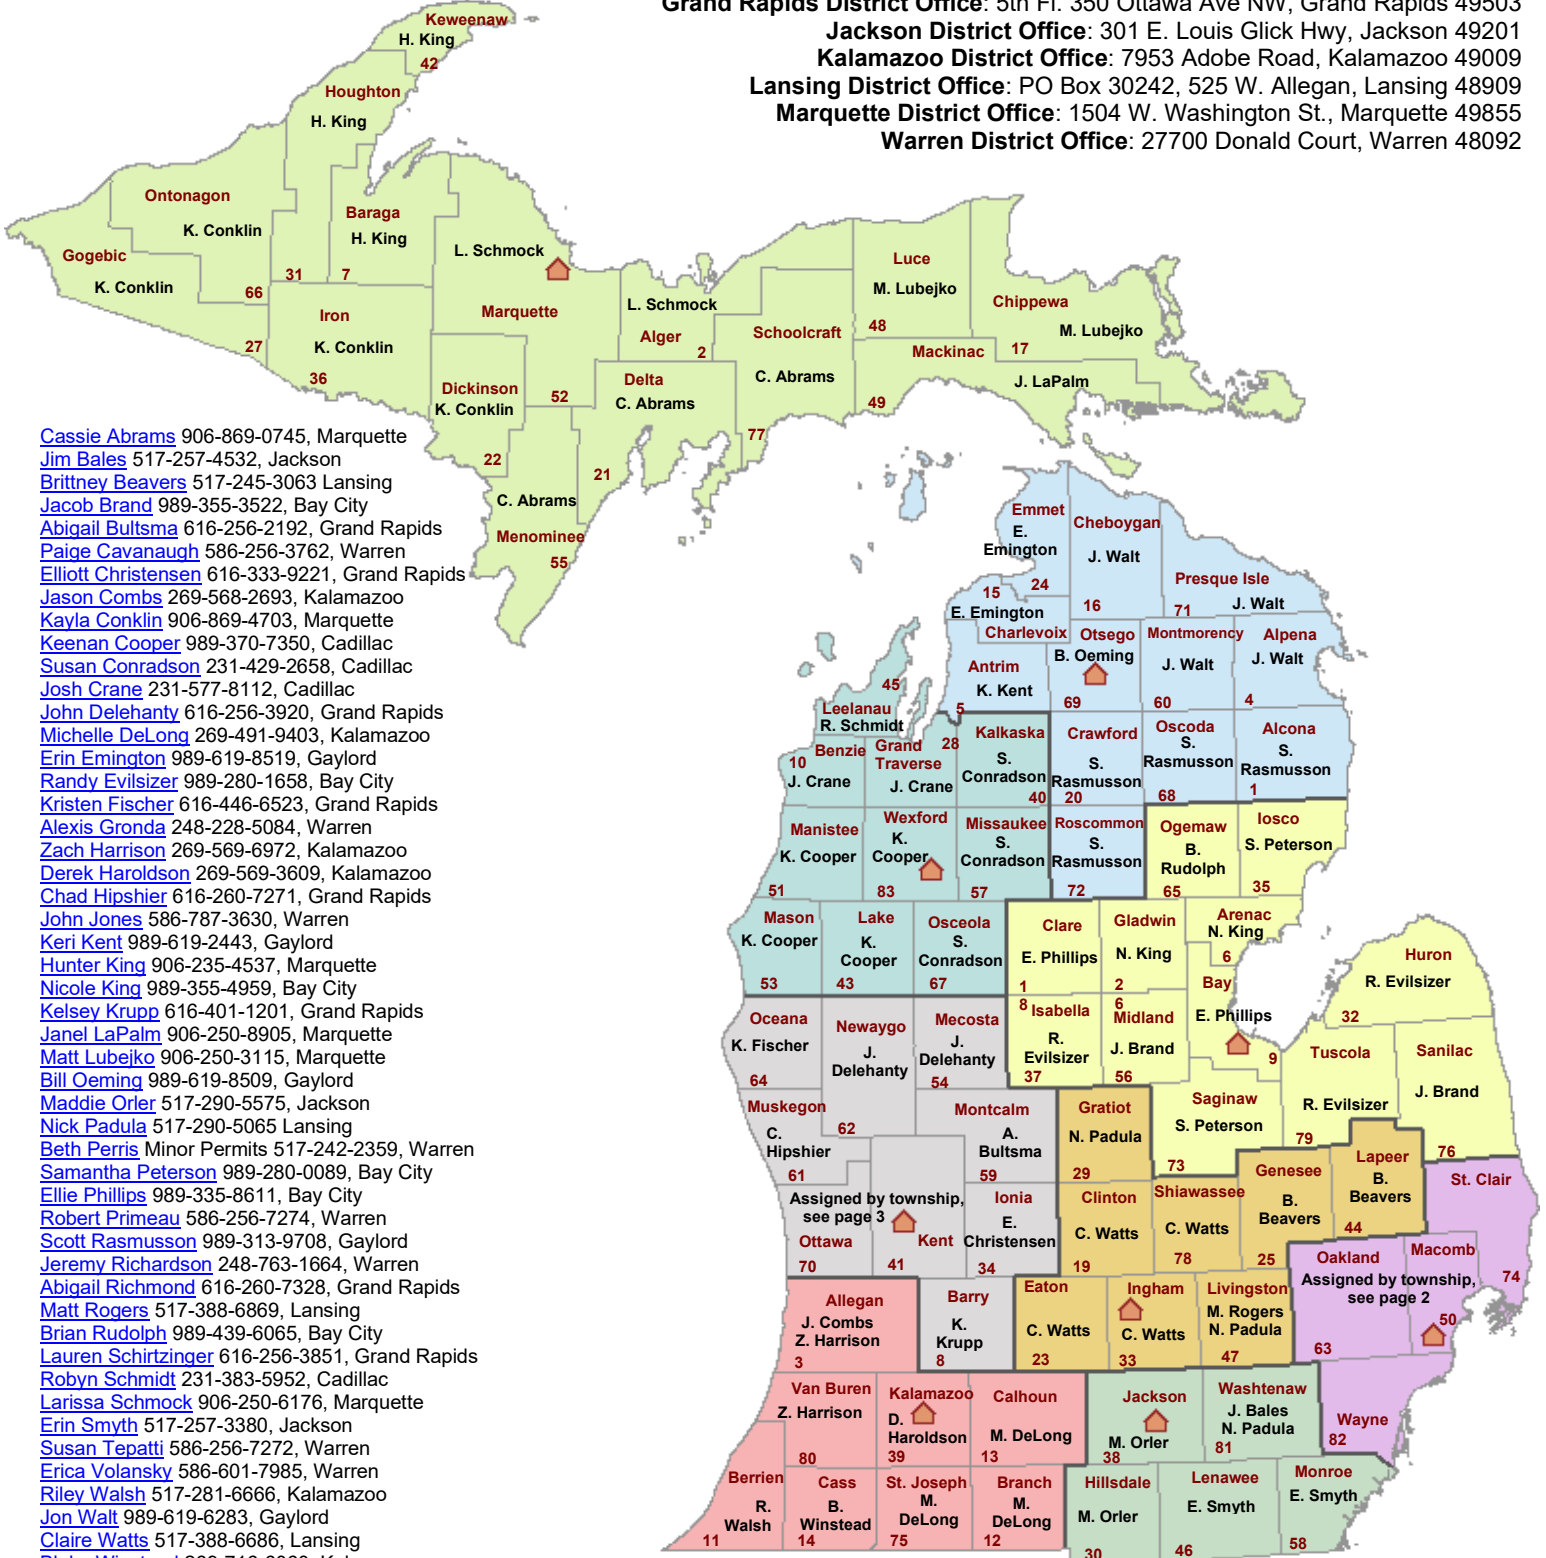 Grand Rapids District Office: 5th Fl. 350 Ottawa Ave NW, Grand Rapids 49503
Jackson District Office: 301 E. Louis Glick Hwy, Jackson 49201
Kalamazoo District Office: 7953 Adobe Road, Kalamazoo 49009
Lansing District Office: PO Box 30242, 525 W. Allegan, Lansing 48909
Marquette District Office: 1504 W. Washington St., Marquette 49855
Warren District Office: 27700 Donald Court, Warren 48092
Keweenaw
H. King
42
Houghton
H. King
31
Ontonagon
K. Conklin
66
Gogebic
K. Conklin
27
Baraga
H. King
7
Iron
K. Conklin
36
L. Schmock
Marquette
52
Dickinson
K. Conklin
22
L. Schmock
Alger
2
Delta
C. Abrams
21
C. Abrams
Menominee
55
Schoolcraft
C. Abrams
77
Luce
M. Lubejko
48
Chippewa
M. Lubejko
17
Mackinac
J. LaPalm
49
Cassie Abrams 906-869-0745, Marquette
Jim Bales 517-257-4532, Jackson
Brittney Beavers 517-245-3063 Lansing
Jacob Brand 989-355-3522, Bay City
Abigail Bultsma 616-256-2192, Grand Rapids
Paige Cavanaugh 586-256-3762, Warren
Elliott Christensen 616-333-9221, Grand Rapids
Jason Combs 269-568-2693, Kalamazoo
Kayla Conklin 906-869-4703, Marquette
Keenan Cooper 989-370-7350, Cadillac
Susan Conradson 231-429-2658, Cadillac
Josh Crane 231-577-8112, Cadillac
John Delehanty 616-256-3920, Grand Rapids
Michelle DeLong 269-491-9403, Kalamazoo
Erin Emington 989-619-8519, Gaylord
Randy Evilsizer 989-280-1658, Bay City
Kristen Fischer 616-446-6523, Grand Rapids
Alexis Gronda 248-228-5084, Warren
Zach Harrison 269-569-6972, Kalamazoo
Derek Haroldson 269-569-3609, Kalamazoo
Chad Hipshier 616-260-7271, Grand Rapids
John Jones 586-787-3630, Warren
Keri Kent 989-619-2443, Gaylord
Hunter King 906-235-4537, Marquette
Nicole King 989-355-4959, Bay City
Kelsey Krupp 616-401-1201, Grand Rapids
Janel LaPalm 906-250-8905, Marquette
Matt Lubejko 906-250-3115, Marquette
Bill Oeming 989-619-8509, Gaylord
Maddie Orler 517-290-5575, Jackson
Nick Padula 517-290-5065 Lansing
Beth Perris Minor Permits 517-242-2359, Warren
Samantha Peterson 989-280-0089, Bay City
Ellie Phillips 989-335-8611, Bay City
Robert Primeau 586-256-7274, Warren
Scott Rasmusson 989-313-9708, Gaylord
Jeremy Richardson 248-763-1664, Warren
Abigail Richmond 616-260-7328, Grand Rapids
Matt Rogers 517-388-6869, Lansing
Brian Rudolph 989-439-6065, Bay City
Lauren Schirtzinger 616-256-3851, Grand Rapids
Robyn Schmidt 231-383-5952, Cadillac
Larissa Schmock 906-250-6176, Marquette
Erin Smyth 517-257-3380, Jackson
Susan Tepatti 586-256-7272, Warren
Erica Volansky 586-601-7985, Warren
Riley Walsh 517-281-6666, Kalamazoo
Jon Walt 989-619-6283, Gaylord
Claire Watts 517-388-6686, Lansing
Emmet
E.
Emington
24
Cheboygan
J. Walt
16
Presque Isle
71
J. Walt
15
E. Emington
Charlevoix
Antrim
K. Kent
5
Otsego
B. Oeming
69
Montmorency
J. Walt
60
Alpena
J. Walt
4
45
Leelanau
R. Schmidt
Benzie
10
J. Crane
28
Grand
Traverse
J. Crane
Kalkaska
S.
Conradson
40
Crawford
S.
Rasmusson
20
Oscoda
S.
Rasmusson
68
Alcona
S.
Rasmusson
1
Manistee
K. Cooper
51
Wexford
K.
Cooper
83
Missaukee
S.
Conradson
57
Roscommon
S.
Rasmusson
72
Ogemaw
B.
Rudolph
65
Iosco
S. Peterson
35
Mason
K. Cooper
53
Lake
K.
Cooper
43
Osceola
S.
Conradson
67
Clare
E. Phillips
1
8
Gladwin
N. King
2
6
Arenac
N. King
6
Bay
E. Phillips
9
Huron
R. Evilsizer
32
Oceana
K. Fischer
64
Newaygo
J.
Delehanty
62
Mecosta
J.
Delehanty
54
Isabella
R.
Evilsizer
37
Midland
J. Brand
56
Tuscola
R. Evilsizer
79
Sanilac
J. Brand
76
Muskegon
C.
Hipshier
61
Montcalm
A.
Bultsma
59
Gratiot
N. Padula
29
Saginaw
S. Peterson
73
Assigned by township,
see page 3
Ottawa
70
Kent
41
Ionia
E.
Christensen
34
Clinton
C. Watts
19
Shiawassee
C. Watts
78
Genesee
B.
Beavers
25
Lapeer
B.
Beavers
44
St. Clair
74
Oakland
Macomb
Assigned by township,
see page 2
63
50
Allegan
J. Combs
Z. Harrison
3
Barry
K.
Krupp
8
Eaton
C. Watts
23
Ingham
C. Watts
33
Livingston
M. Rogers
N. Padula
47
Van Buren
Z. Harrison
80
Kalamazoo
D.
Haroldson
39
Calhoun
M. DeLong
13
Jackson
M. Orler
38
Washtenaw
J. Bales
N. Padula
81
Wayne
82
Berrien
R.
Walsh
11
Cass
B.
Winstead
14
St. Joseph
M.
DeLong
75
Branch
M.
DeLong
12
Hillsdale
M. Orler
30
Lenawee
E. Smyth
46
Monroe
E. Smyth
58